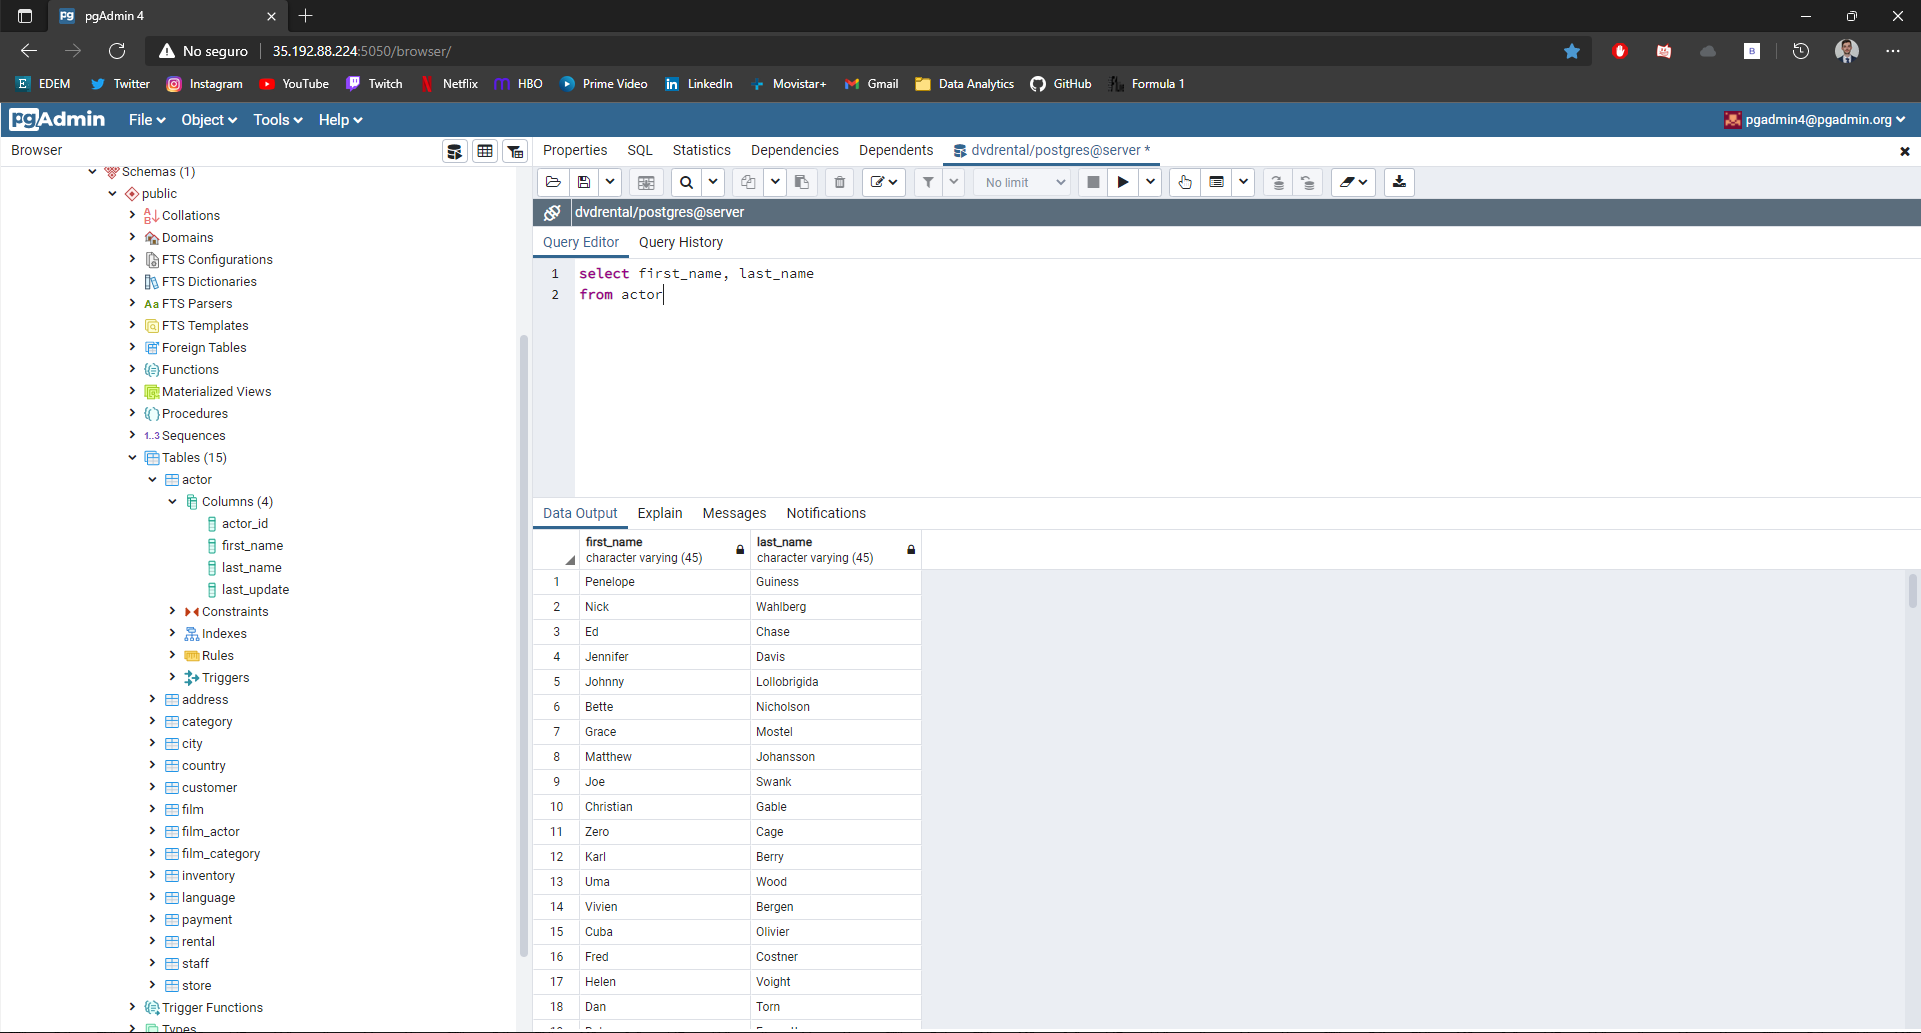 pgAdmin 4
No seguro
35.192.88.224:5050/browser/
EDEM Twitter Instagram YouTube Twitch Netflix HBO Prime Video LinkedIn Movistar+ Gmail Data Analytics GitHub Formula 1
pgAdmin File Object Tools Help pgadmin4@pgadmin.org
Browser
Schemas (1)
public
Collations
Domains
FTS Configurations
FTS Dictionaries
Aa FTS Parsers
FTS Templates
Foreign Tables
Functions
Materialized Views
Procedures
1..3 Sequences
Tables (15)
actor
Columns (4)
actor_id
first_name
last_name
last_update
Constraints
Indexes
Rules
Triggers
address
category
city
country
customer
film
film_actor
film_category
inventory
language
payment
rental
staff
store
Trigger Functions
Types
Properties SQL Statistics Dependencies Dependents dvdrental/postgres@server *
No limit
dvdrental/postgres@server
Query Editor Query History
1 select first_name, last_name
2 from actor
Data Output Explain Messages Notifications
first_name last_name
character varying (45) character varying (45)
1 Penelope Guiness
2 Nick Wahlberg
3 Ed Chase
4 Jennifer Davis
5 Johnny Lollobrigida
6 Bette Nicholson
7 Grace Mostel
8 Matthew Johansson
9 Joe Swank
10 Christian Gable
11 Zero Cage
12 Karl Berry
13 Uma Wood
14 Vivien Bergen
15 Cuba Olivier
16 Fred Costner
17 Helen Voight
18 Dan Torn